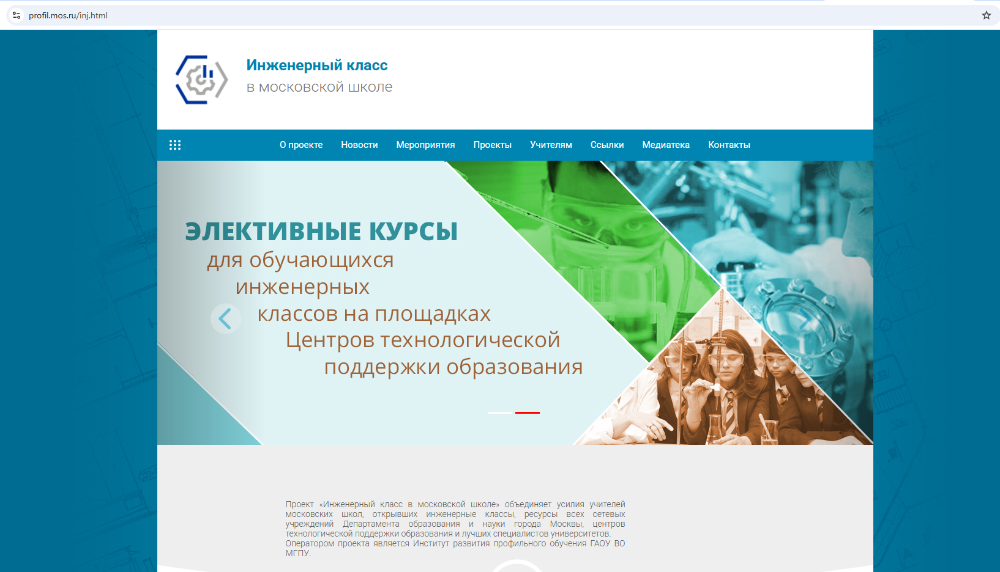 profil.mos.ru/inj.html
Инженерный класс
в московской школе
О проекте Новости Мероприятия Проекты Учителям Ссылки Медиатека Контакты
ЭЛЕКТИВНЫЕ КУРСЫ
для обучающихся
инженерных
классов на площадках
Центров технологической
поддержки образования
Проект «Инженерный класс в московской школе» объединяет усилия учителей
московских школ, открывших инженерные классы, ресурсы всех сетевых
учреждений Департамента образования и науки города Москвы, центров
технологической поддержки образования и лучших специалистов университетов.
Оператором проекта является Институт развития профильного обучения ГАОУ ВО
МГПУ.